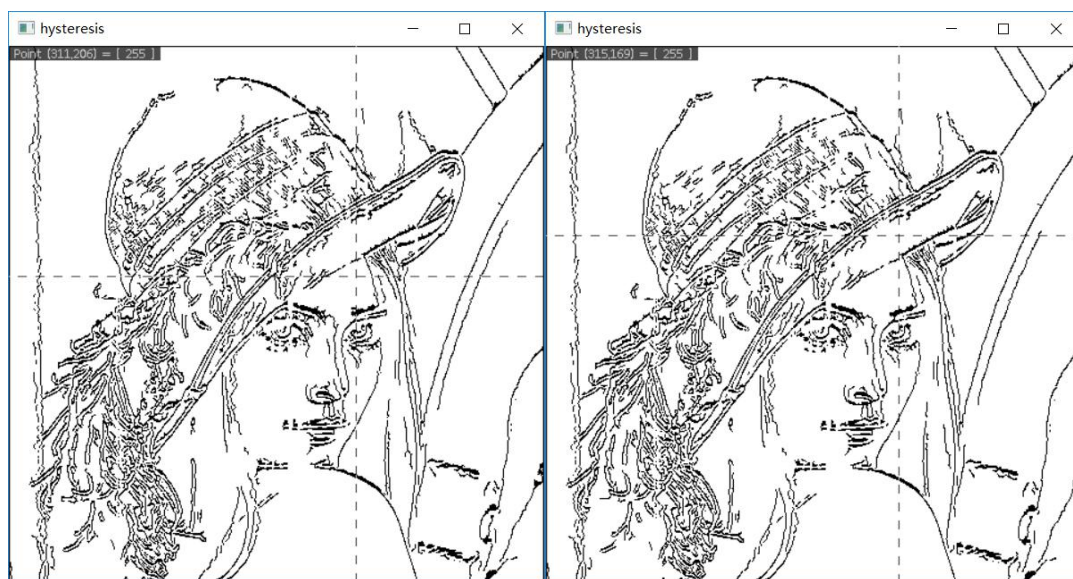 hysteresis
Point (311,206) = [ 255 ]
hysteresis
Point (315,169) = [ 255 ]